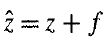 ẑ = z + f